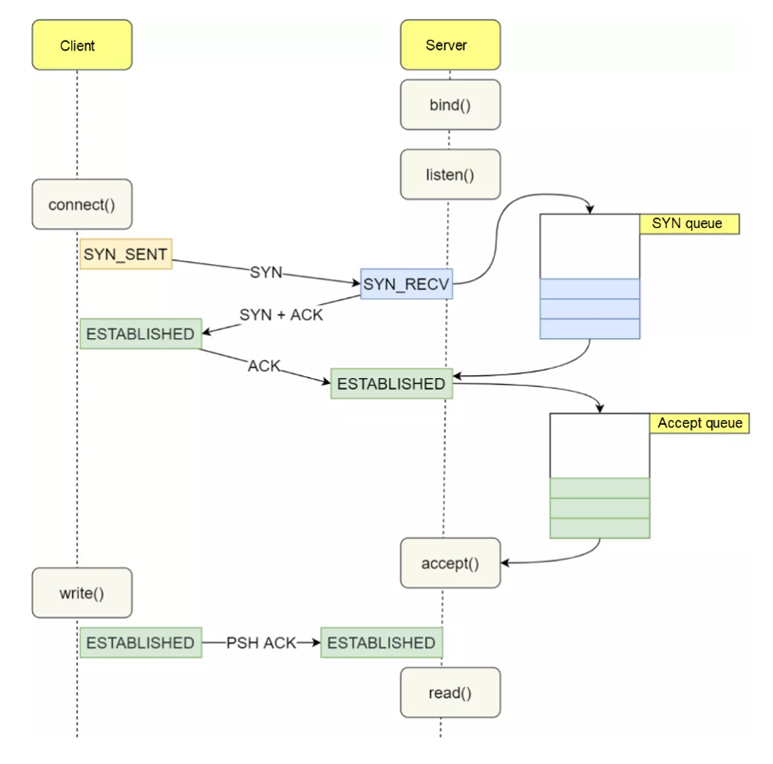 Client
Server
bind()
listen()
connect()
SYN queue
SYN_SENT
SYN
SYN_RECV
SYN + ACK
ESTABLISHED
ACK
ESTABLISHED
Accept queue
accept()
write()
ESTABLISHED
PSH ACK
ESTABLISHED
read()